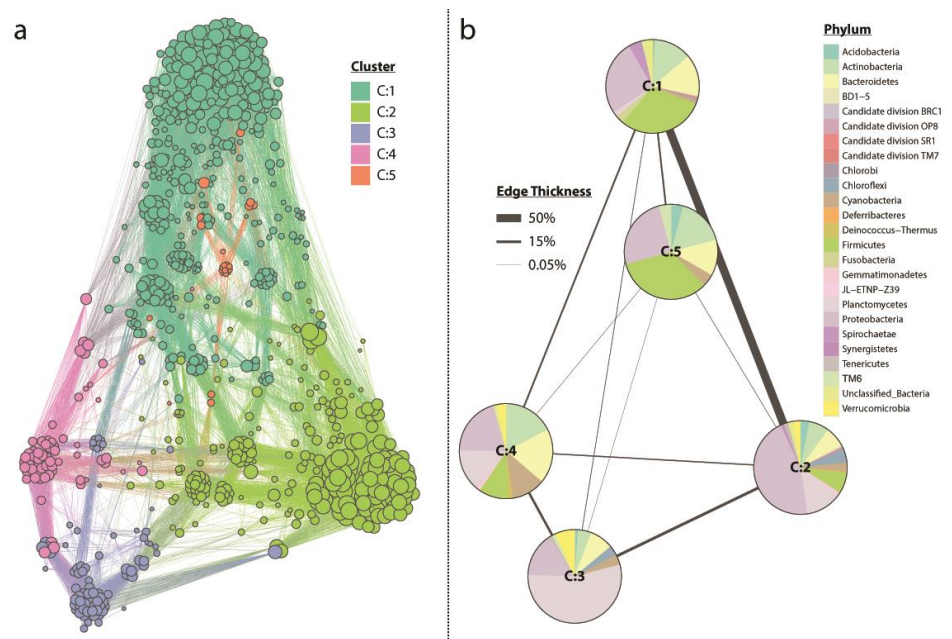 a
Cluster
C:1
C:2
C:3
C:4
C:5
b
C:1
C:5
C:4
C:2
C:3
Edge Thickness
50%
15%
0.05%
Phylum
Acidobacteria
Actinobacteria
Bacteroidetes
BD1-5
Candidate division BRC1
Candidate division OP8
Candidate division SR1
Candidate division TM7
Chlorobi
Chloroflexi
Cyanobacteria
Deferribacteres
Deinococcus-Thermus
Firmicutes
Fusobacteria
Gemmatimonadetes
JL-ETNP-Z39
Planctomycetes
Proteobacteria
Spirochaetae
Synergistetes
Tenericutes
TM6
Unclassified_Bacteria
Verrucomicrobia